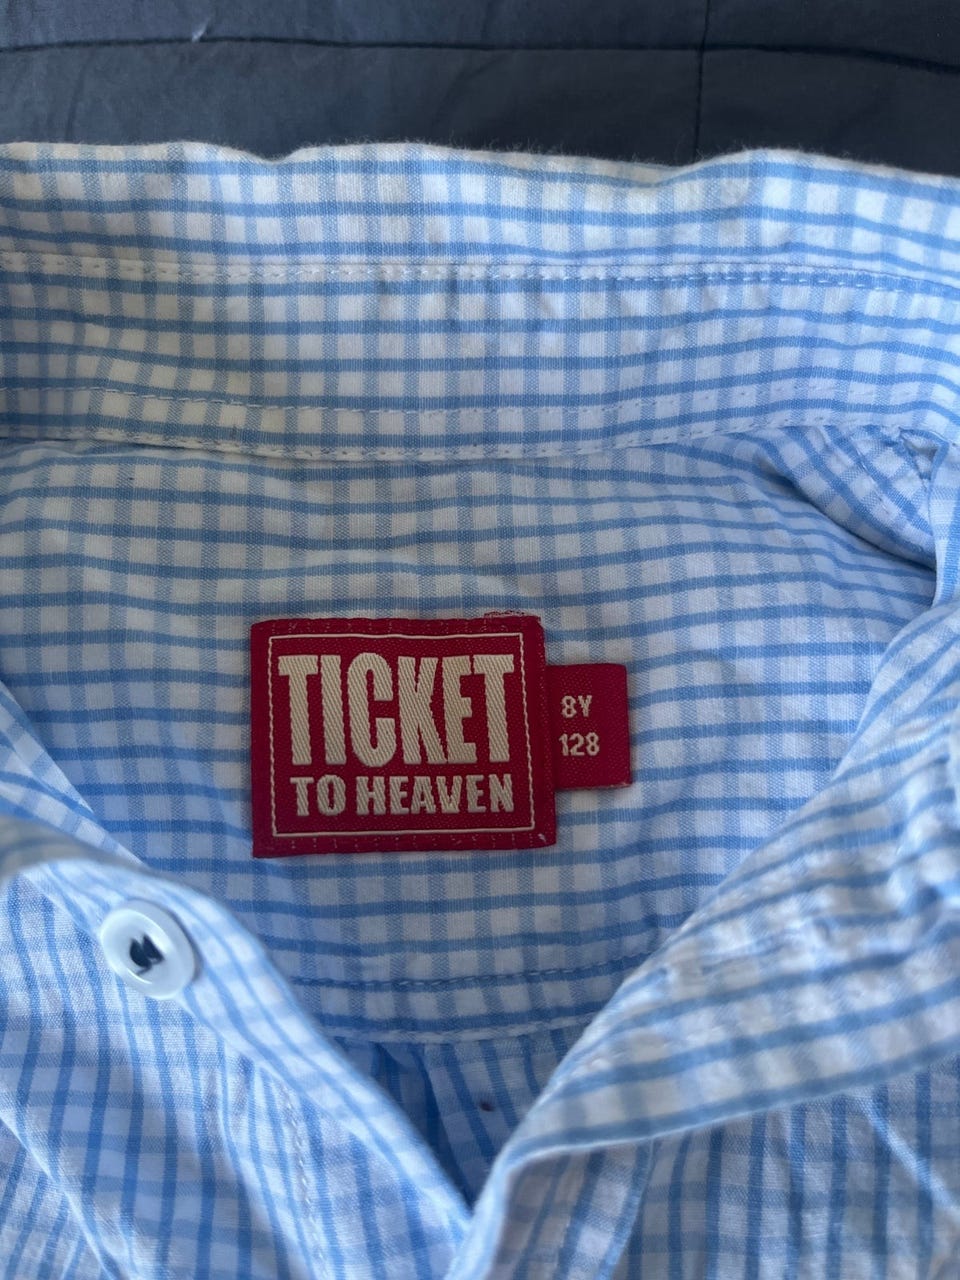 TICKET
TO HEAVEN
8Y
128